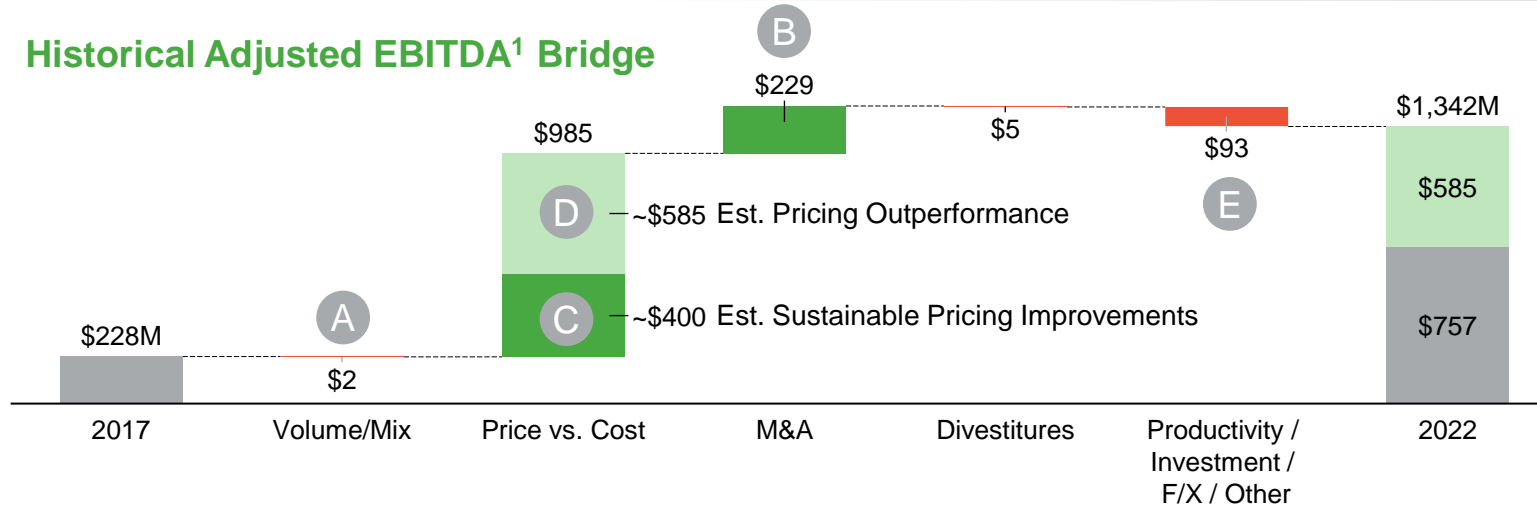 Historical Adjusted EBITDA¹ Bridge
B
$229
$5
$93
E
$1,342M
$985
D
~$585 Est. Pricing Outperformance
$585
A
C
~$400 Est. Sustainable Pricing Improvements
$757
$228M
$2
2017
Volume/Mix
Price vs. Cost
M&A
Divestitures
Productivity /
Investment /
F/X / Other
2022